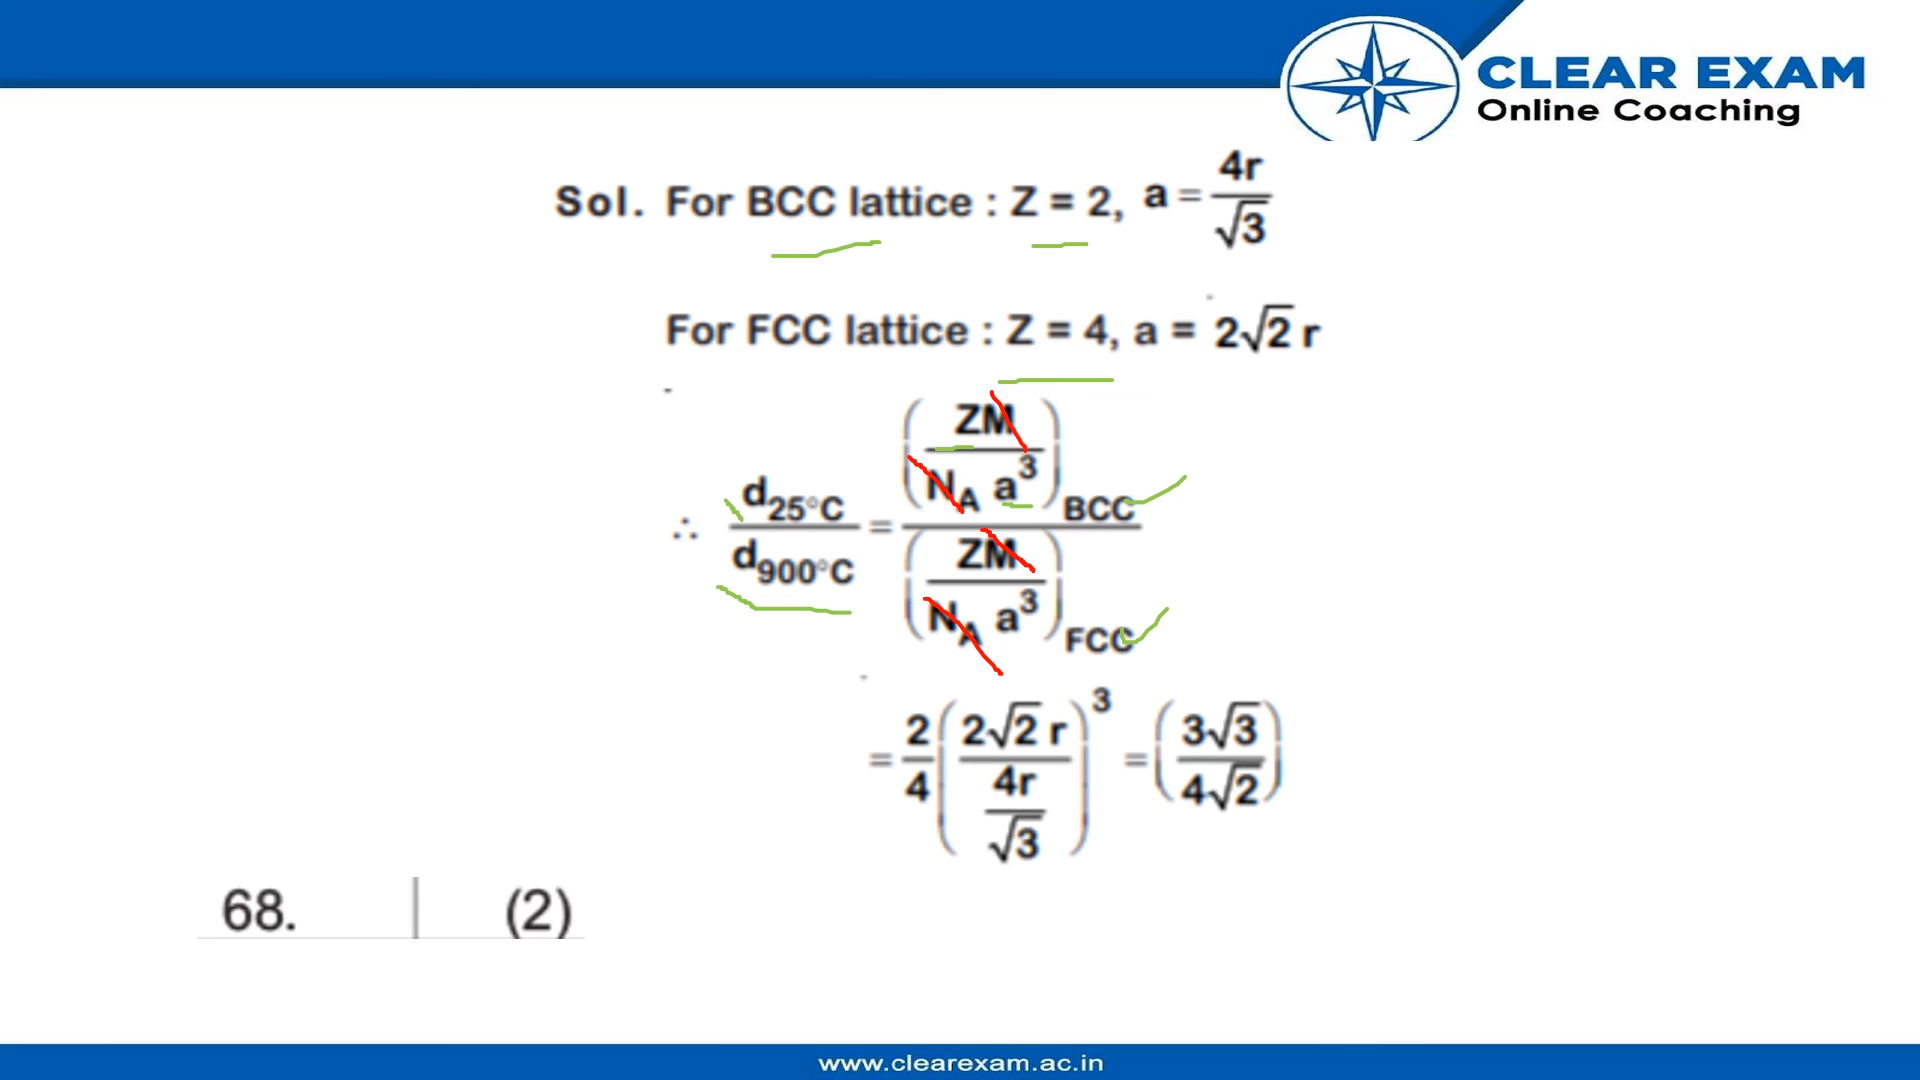 CLEAR EXAM
Online Coaching
Sol. For BCC lattice : Z = 2, a = 4r/√3
For FCC lattice : Z = 4, a = 2√2 r
∴ d25°C/d900°C = (ZM/NA a³)BCC / (ZM/NA a³)FCC
= 2/4 (2√2 r / (4r/√3))³ = (3√3/4√2)
68. | (2)
www.clearexam.ac.in